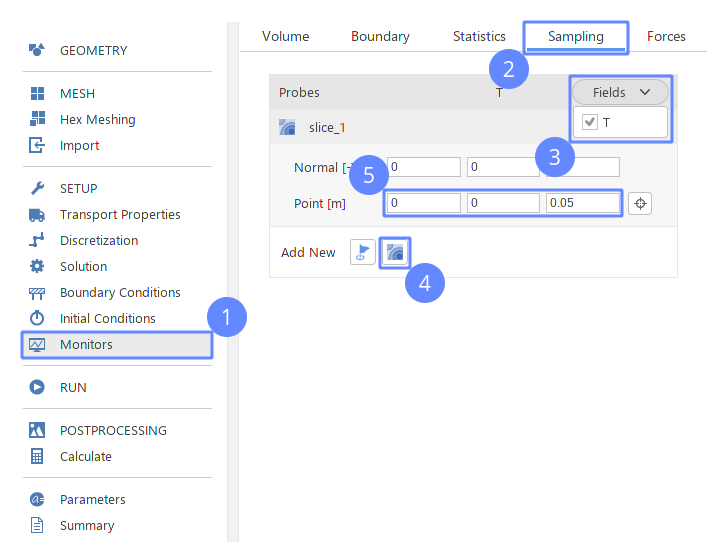 GEOMETRY
MESH
Hex Meshing
Import
SETUP
Transport Properties
Discretization
Solution
Boundary Conditions
Initial Conditions
Monitors
RUN
POSTPROCESSING
Calculate
Parameters
Summary
1
Volume Boundary Statistics Sampling Forces
2
Probes T Fields
T
slice_1
3
Normal [-] 0 0
5
Point [m] 0 0 0.05
Add New
4